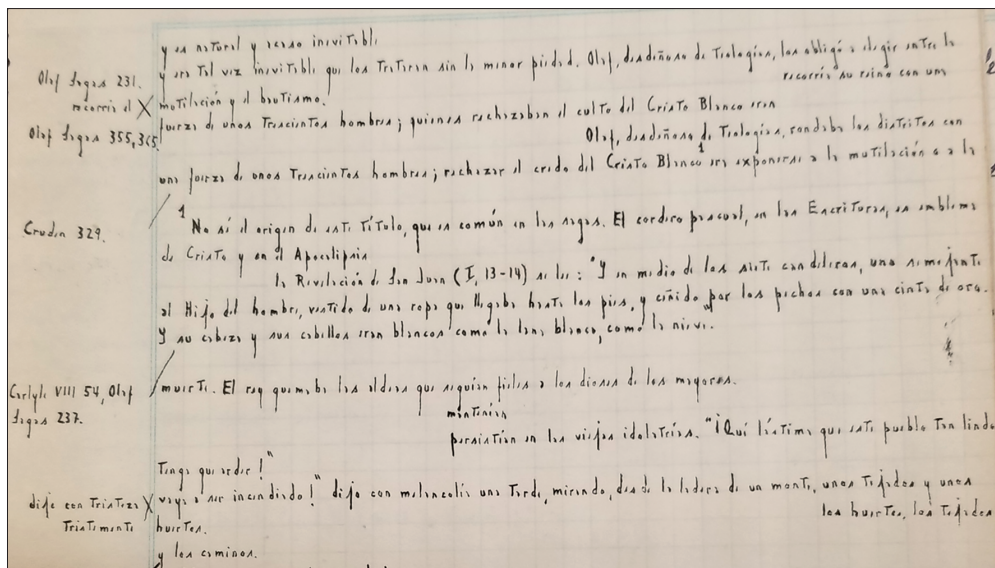 y es natural y acaso inevitable
y era tal vez inevitable que los trataran sin la menor piedad. Olaf, desdeñoso de Teologías, los obligó a elegir entre la
Olaf Sagas 231.
recorrer su reino con una
recorrió el X mutilación y el bautismo.
fuerza de unos trescientos hombres; quienes rechazaban el culto del Cristo Blanco eran
Olaf Sagas 355, 365.
Olaf, desdeñoso de Teologías, rondaba los distritos con
una fuerza de unos trescientos hombres; rechazar el credo del Cristo Blanco¹ era exponerse a la mutilación o a la
¹ No sé el origen de este título, que es común en las sagas. El cordero pascual, en las Escrituras, es emblema
Cruden 329.
de Cristo y en el Apocalipsis
la Revelación de San Juan (I, 13-14) se lee: "Y en medio de los siete candeleros, uno semejante
al Hijo del hombre, vestido de una ropa que llegaba hasta los pies, y ceñido por los pechos con una cinta de oro.
Y su cabeza y sus cabellos eran blancos como la lana blanca, como la nieve".
Carlyle VIII 54, Olaf
Sagas 237.
muerte. El rey quemaba las aldeas que seguían fieles a los dioses de los mayores.
mantenían
persistían en las viejas idolatrías. "¡Qué lástima que este pueblo tan lindo
tenga que arder!"
vaya a ser incendiado!" dijo con melancolía una tarde, mirando, desde la ladera de un monte, unos tejados y unos
dijo con tristeza X
los huertos, los tejados
tristemente
huertos.
y los caminos.